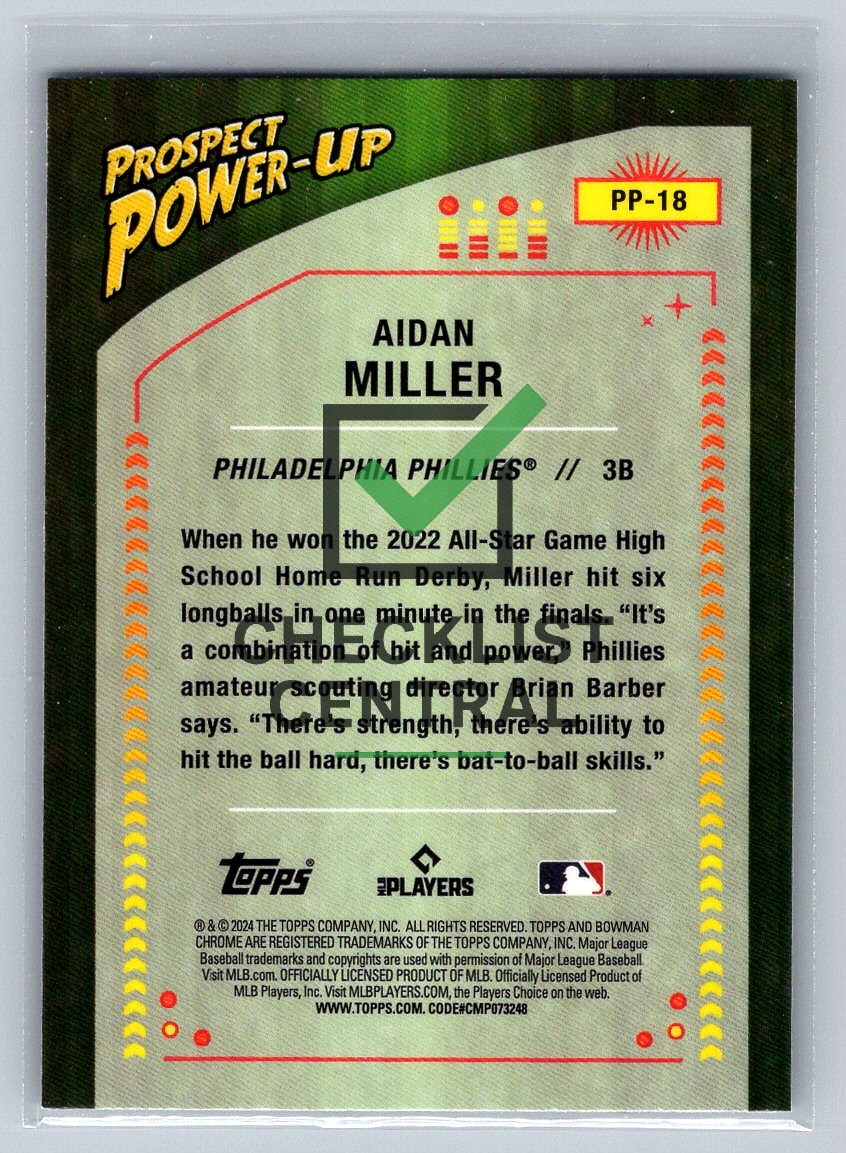 PROSPECT
POWER-UP
PP-18
AIDAN
MILLER
PHILADELPHIA PHILLIES® // 3B
When he won the 2022 All-Star Game High
School Home Run Derby, Miller hit six
longballs in one minute in the finals. “It’s
a combination of hit and power,” Phillies
amateur scouting director Brian Barber
says. “There’s strength, there’s ability to
hit the ball hard, there’s bat-to-ball skills.”
CHECKLIST
CENTRAL
Topps® MLB PLAYERS
® & © 2024 THE TOPPS COMPANY, INC. ALL RIGHTS RESERVED. TOPPS AND BOWMAN
CHROME ARE REGISTERED TRADEMARKS OF THE TOPPS COMPANY, INC. Major League
Baseball trademarks and copyrights are used with permission of Major League Baseball.
Visit MLB.com. OFFICIALLY LICENSED PRODUCT OF MLB. Officially Licensed Product of
MLB Players, Inc. Visit MLBPLAYERS.COM, the Players Choice on the web.
WWW.TOPPS.COM. CODE#CMP073248